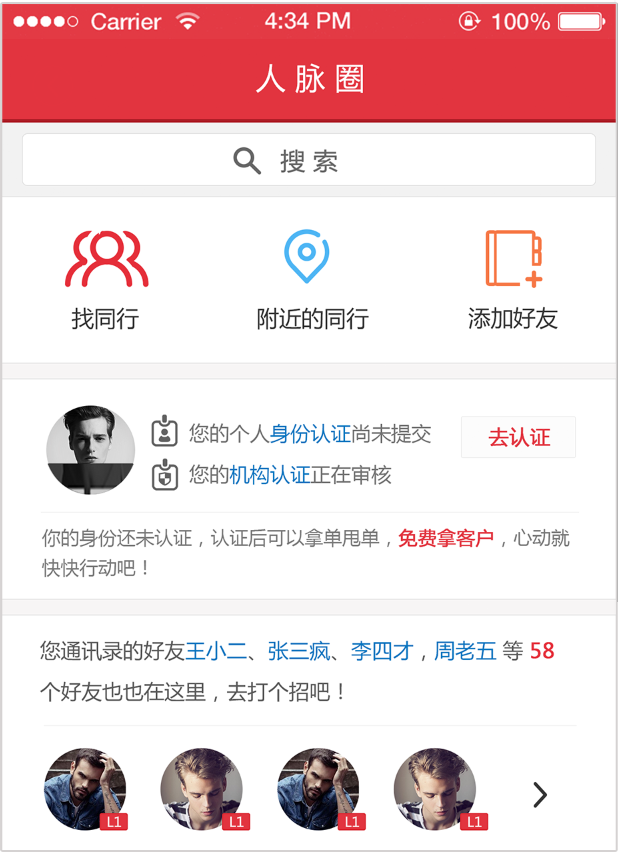 Carrier 4:34 PM 100%
人脉圈
搜索
找同行 附近的同行 添加好友
您的个人身份认证尚未提交 去认证
您的机构认证正在审核
你的身份还未认证，认证后可以拿单甩单，免费拿客户，心动就
快快行动吧！
您通讯录的好友王小二、张三疯、李四才，周老五 等 58
个好友也也在这里，去打个招吧！
L1 L1 L1 L1